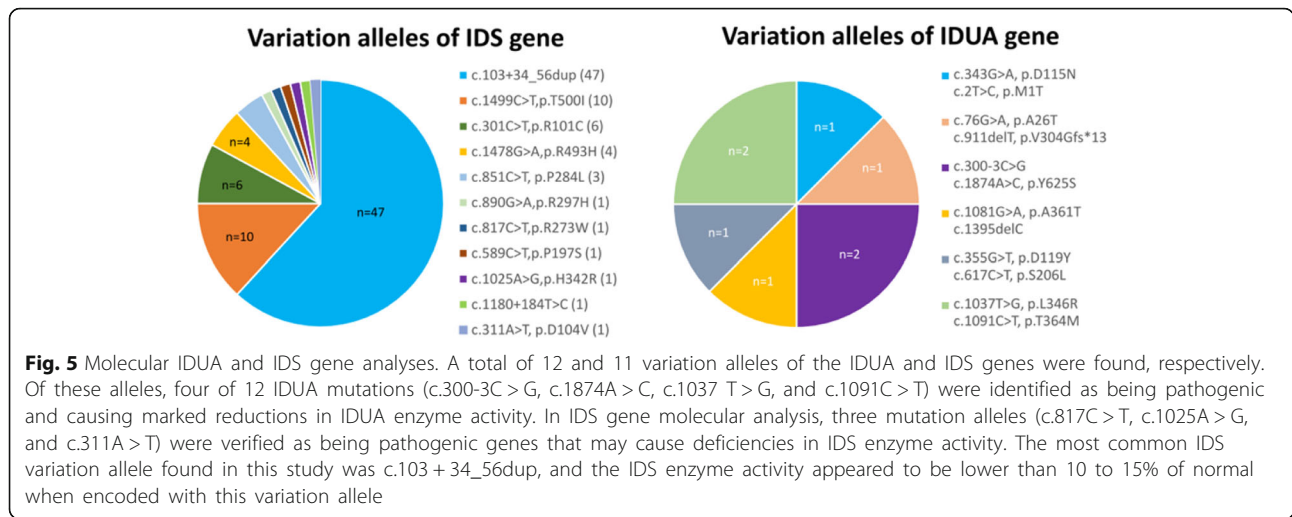 Variation alleles of IDS gene
n=47
n=10
n=6
n=4
c.103+34_56dup (47)
c.1499C>T,p.T500I (10)
c.301C>T,p.R101C (6)
c.1478G>A,p.R493H (4)
c.851C>T, p.P284L (3)
c.890G>A,p.R297H (1)
c.817C>T,p.R273W (1)
c.589C>T,p.P197S (1)
c.1025A>G,p.H342R (1)
c.1180+184T>C (1)
c.311A>T, p.D104V (1)
Variation alleles of IDUA gene
n=1
n=1
n=2
n=1
n=1
n=2
c.343G>A, p.D115N
c.2T>C, p.M1T
c.76G>A, p.A26T
c.911delT, p.V304Gfs*13
c.300-3C>G
c.1874A>C, p.Y625S
c.1081G>A, p.A361T
c.1395delC
c.355G>T, p.D119Y
c.617C>T, p.S206L
c.1037T>G, p.L346R
c.1091C>T, p.T364M
Fig. 5 Molecular IDUA and IDS gene analyses. A total of 12 and 11 variation alleles of the IDUA and IDS genes were found, respectively.
Of these alleles, four of 12 IDUA mutations (c.300-3C > G, c.1874A > C, c.1037 T > G, and c.1091C > T) were identified as being pathogenic
and causing marked reductions in IDUA enzyme activity. In IDS gene molecular analysis, three mutation alleles (c.817C > T, c.1025A > G,
and c.311A > T) were verified as being pathogenic genes that may cause deficiencies in IDS enzyme activity. The most common IDS
variation allele found in this study was c.103 + 34_56dup, and the IDS enzyme activity appeared to be lower than 10 to 15% of normal
when encoded with this variation allele